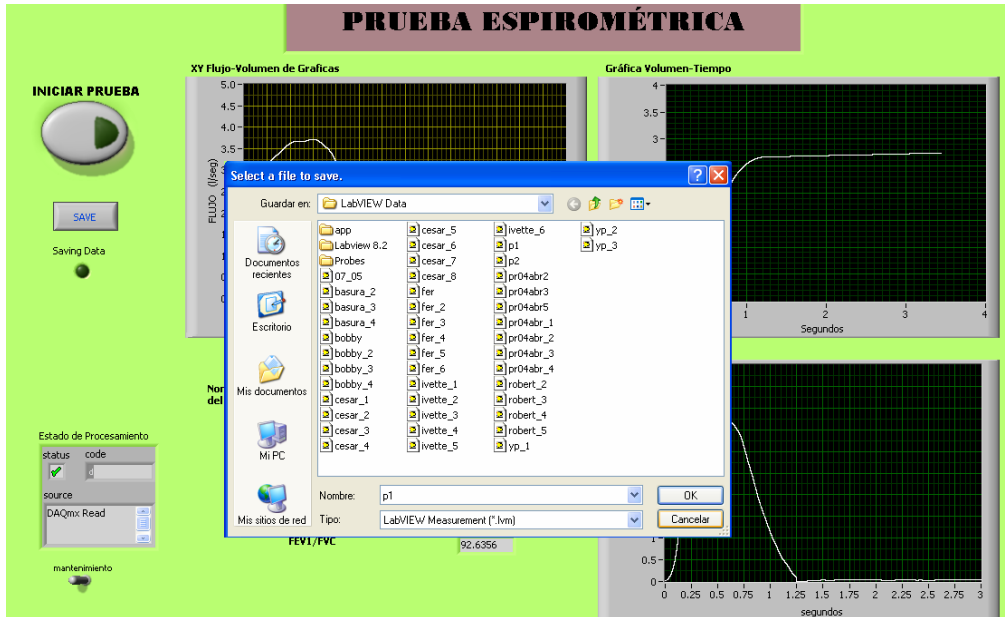 PRUEBA ESPIROMÉTRICA
XY Flujo-Volumen de Graficas
Gráfica Volumen-Tiempo
INICIAR PRUEBA
5.0
4.5
4.0
3.5
FLUJO (l/seg)
4
3.5
3
SAVE
Saving Data
Select a file to save.
Guardar en:
LabVIEW Data
Documentos recientes
Escritorio
Mis documentos
Mi PC
Mis sitios de red
app
Labview 8.2
Probes
07_05
basura_2
basura_3
basura_4
bobby
bobby_2
bobby_3
bobby_4
cesar_1
cesar_2
cesar_3
cesar_4
cesar_5
cesar_6
cesar_7
cesar_8
fer
fer_2
fer_3
fer_4
fer_5
fer_6
ivette_1
ivette_2
ivette_3
ivette_4
ivette_5
ivette_6
p1
p2
pr04abr2
pr04abr3
pr04abr5
pr04abr_1
pr04abr_2
pr04abr_3
pr04abr_4
robert_2
robert_3
robert_4
robert_5
yp_1
yp_2
yp_3
Nombre:
p1
OK
Tipo:
LabVIEW Measurement (*.lvm)
Cancelar
1 2 3 4
Segundos
Nor
del
Estado de Procesamiento
status code
d
source
DAQmx Read
mantenimiento
FEV1/FVC
92.6356
1
0.5
0
0 0.25 0.5 0.75 1 1.25 1.5 1.75 2 2.25 2.5 2.75 3
segundos